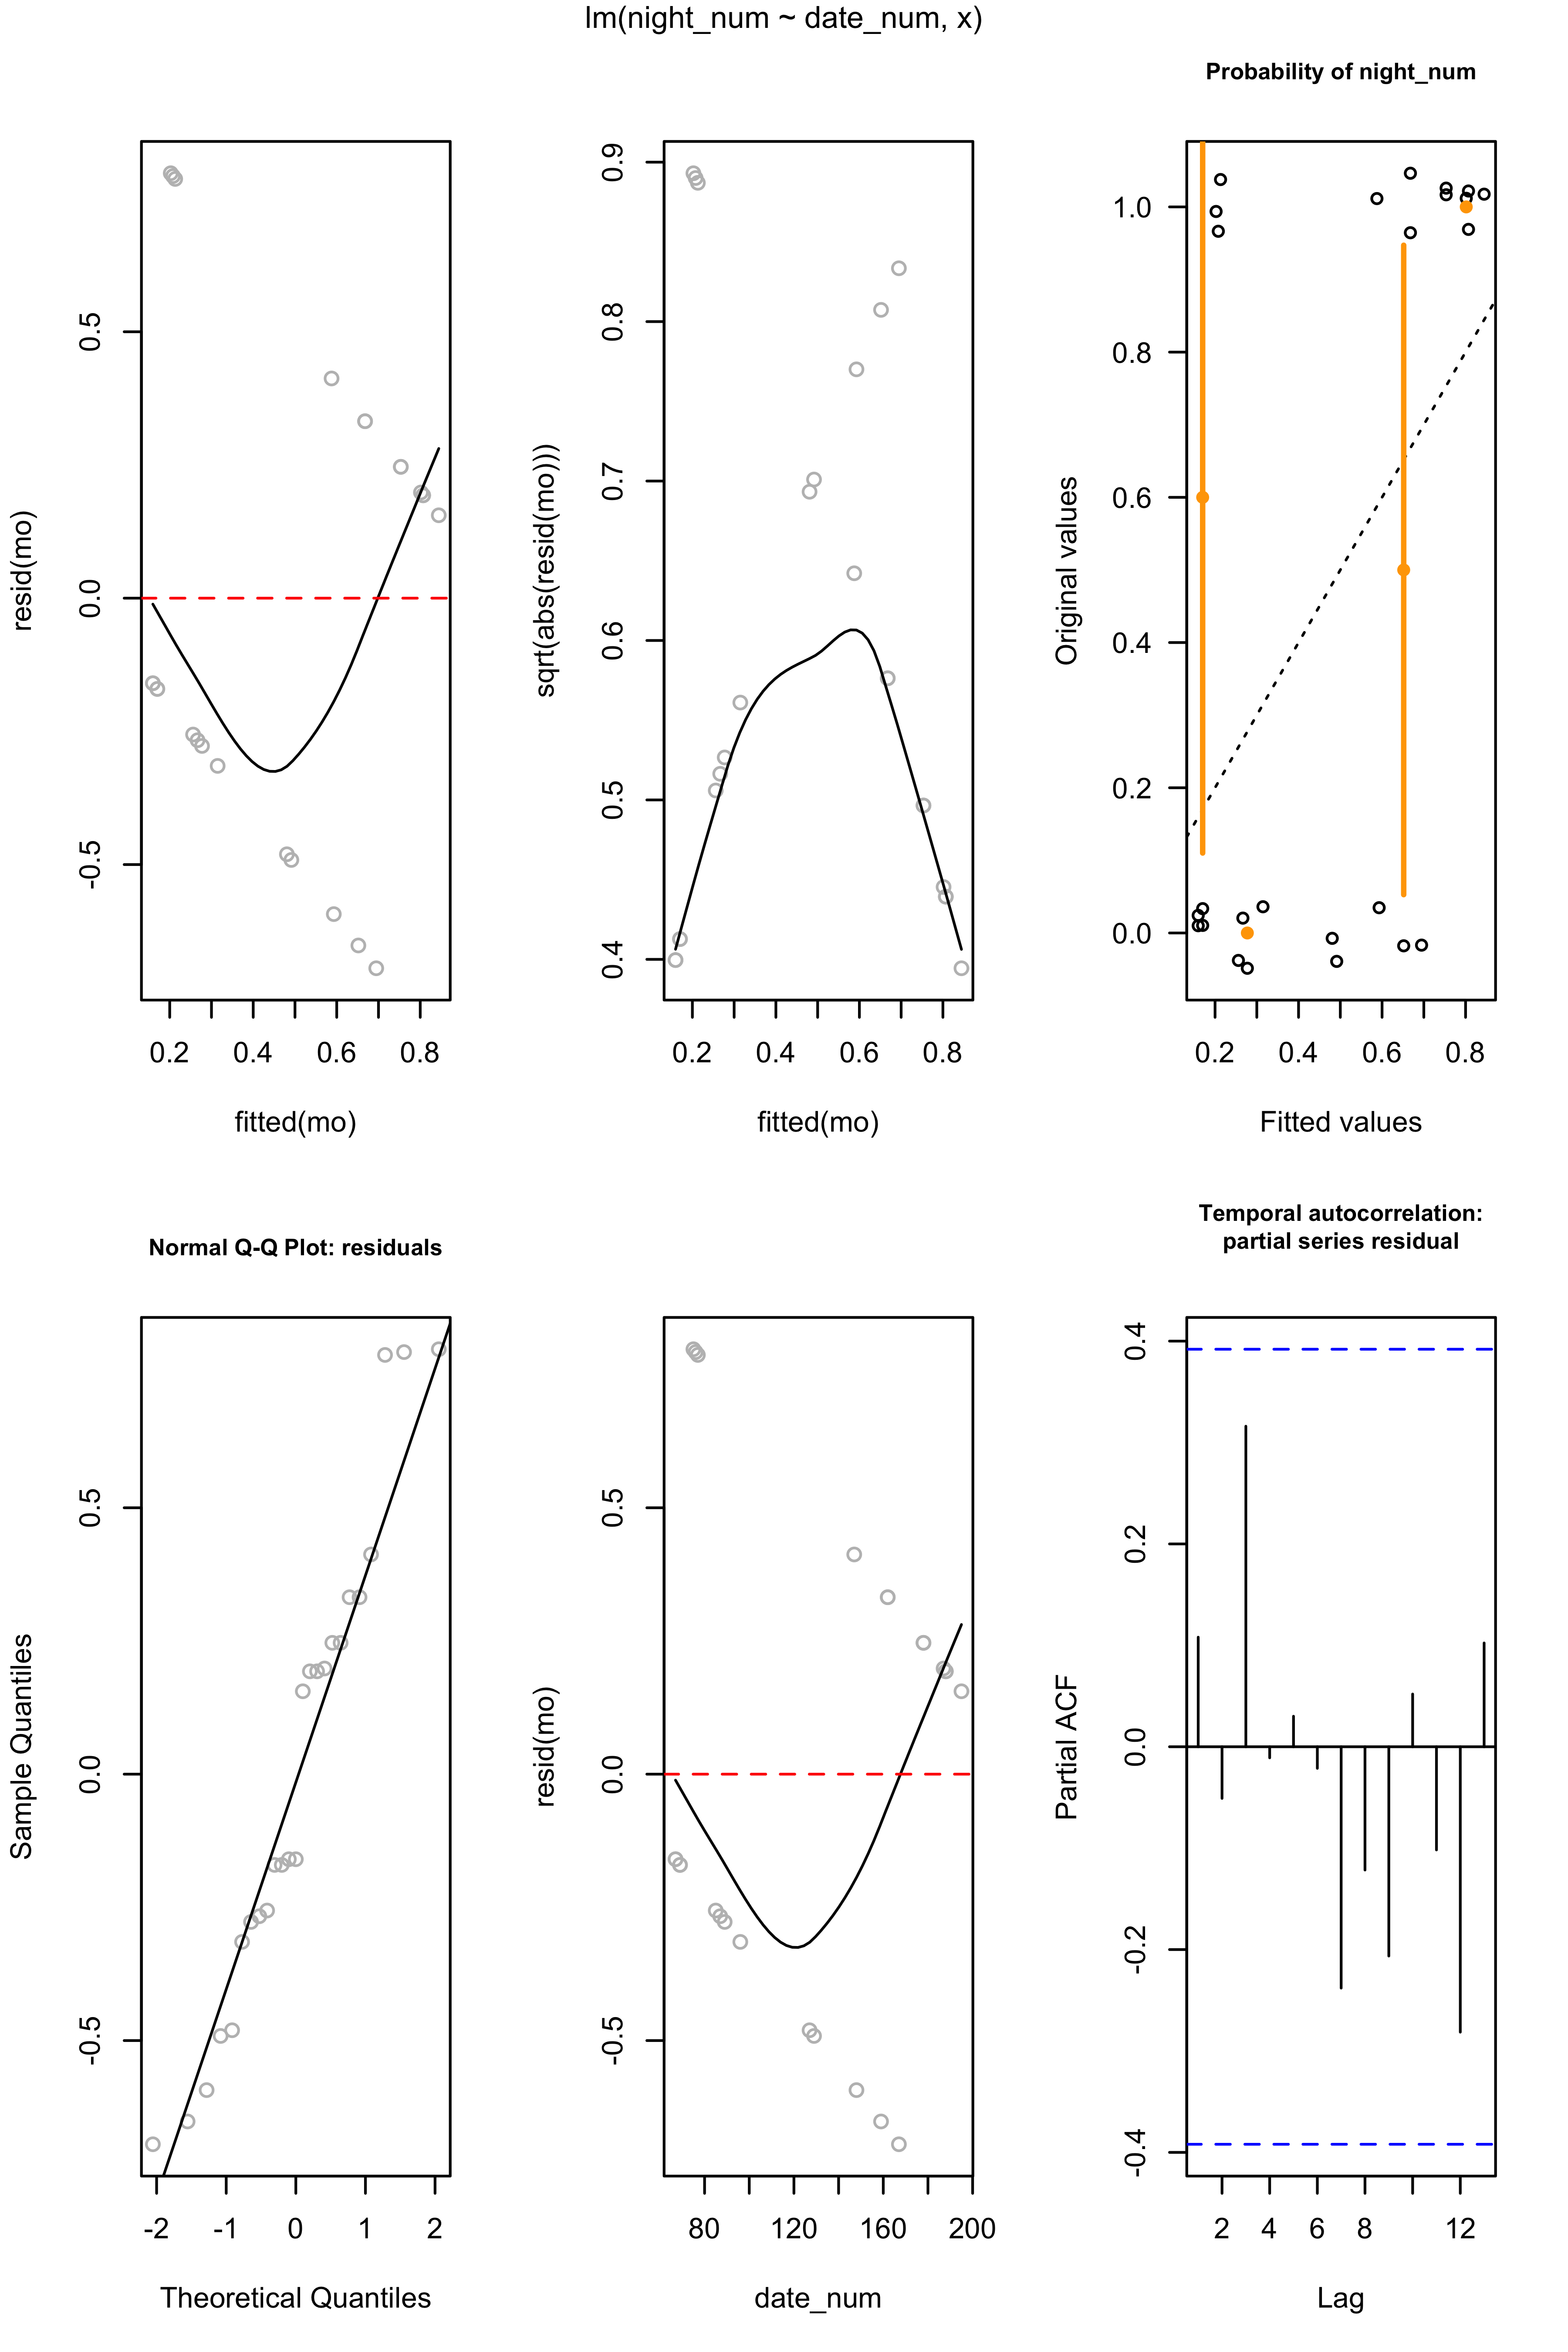 lm(night_num ~ date_num, x)
resid(mo)
0.5
0.0
-0.5
0.2 0.4 0.6 0.8
fitted(mo)
sqrt(abs(resid(mo)))
0.9
0.8
0.7
0.6
0.5
0.4
0.2 0.4 0.6 0.8
fitted(mo)
Probability of night_num
Original values
1.0
0.8
0.6
0.4
0.2
0.0
0.2 0.4 0.6 0.8
Fitted values
Normal Q-Q Plot: residuals
Sample Quantiles
0.5
0.0
-0.5
-2 -1 0 1 2
Theoretical Quantiles
resid(mo)
0.5
0.0
-0.5
80 120 160 200
date_num
Temporal autocorrelation:
partial series residual
Partial ACF
0.4
0.2
0.0
-0.2
-0.4
2 4 6 8 12
Lag